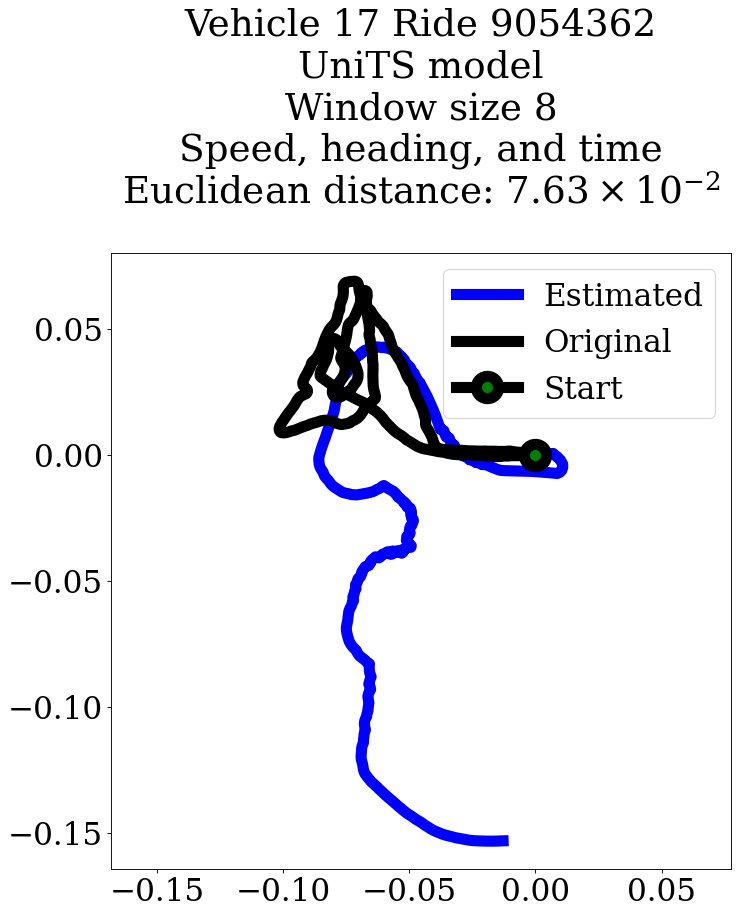 Vehicle 17 Ride 9054362
UniTS model
Window size 8
Speed, heading, and time
Euclidean distance: 7.63 × 10⁻²
Estimated
Original
Start
0.05
0.00
−0.05
−0.10
−0.15
−0.15 −0.10 −0.05 0.00 0.05